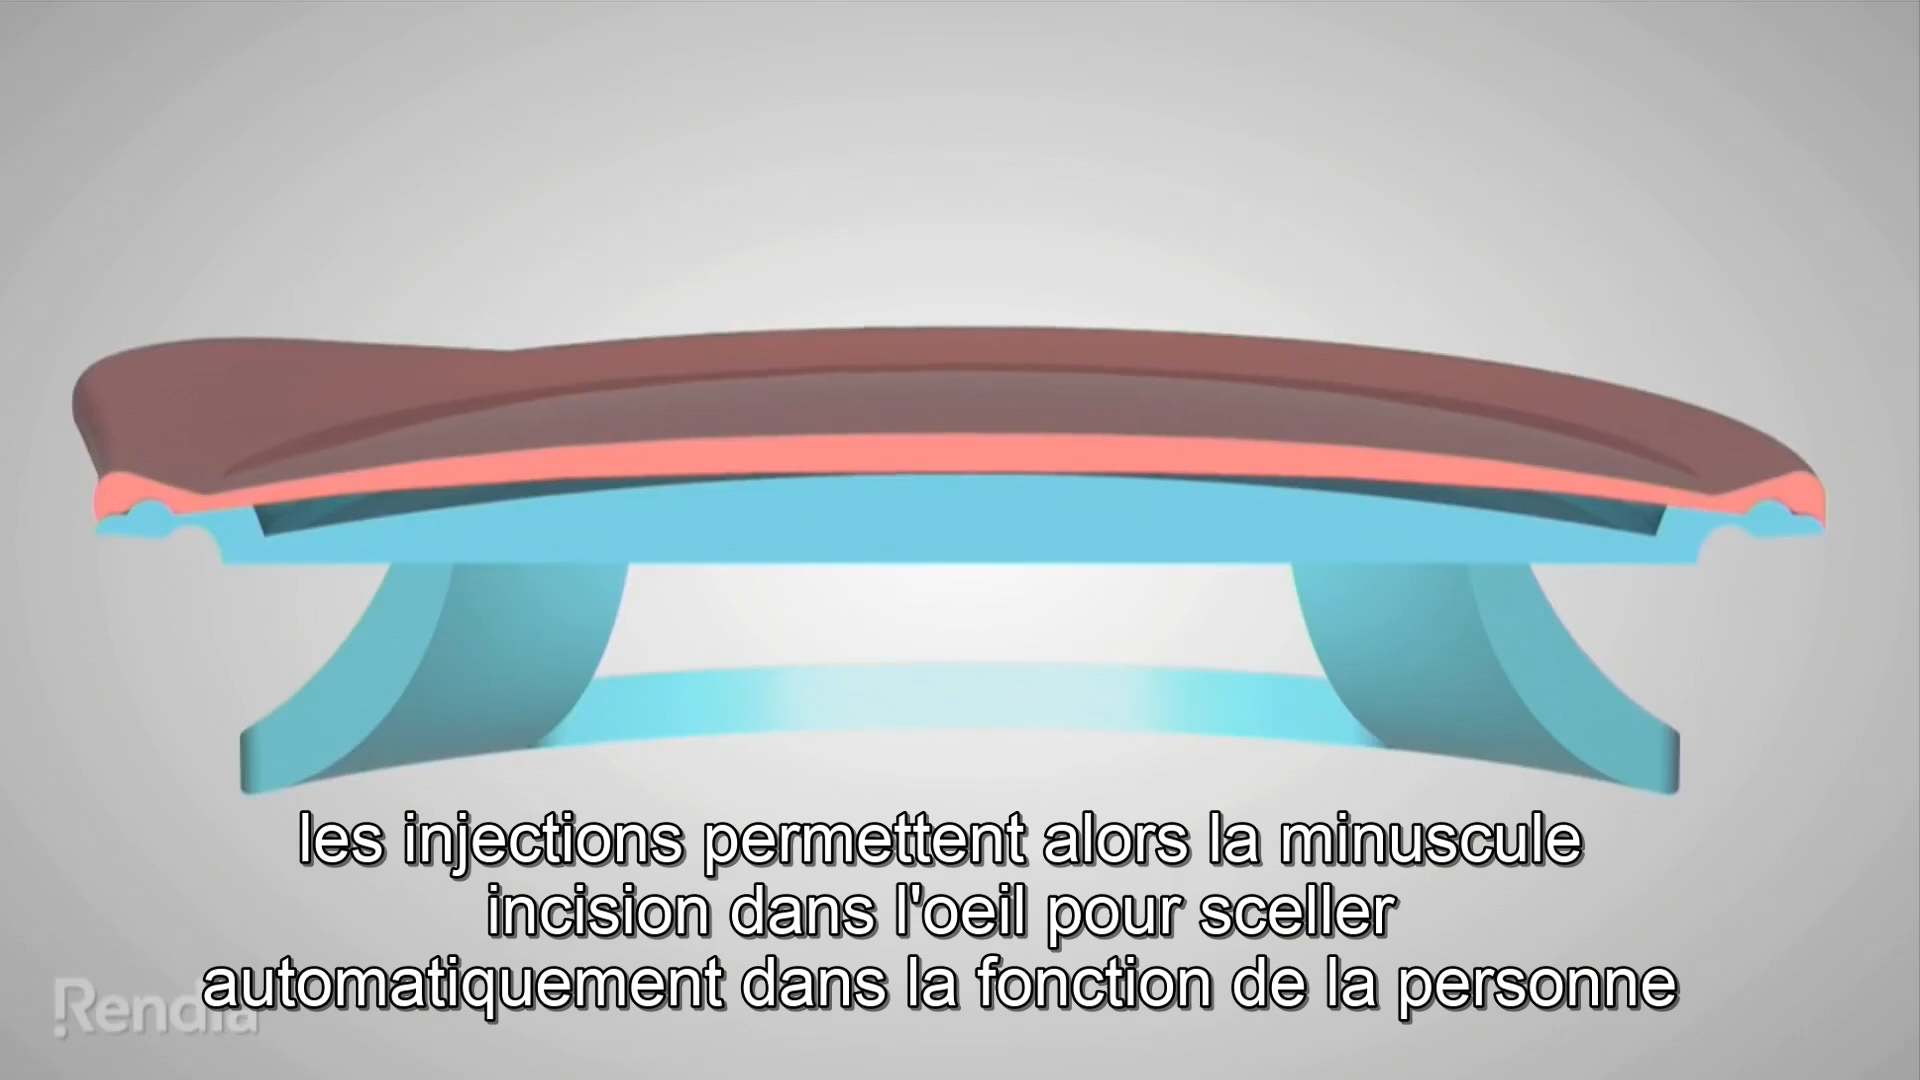 les injections permettent alors la minuscule
incision dans l'oeil pour sceller
automatiquement dans la fonction de la personne
Rendia